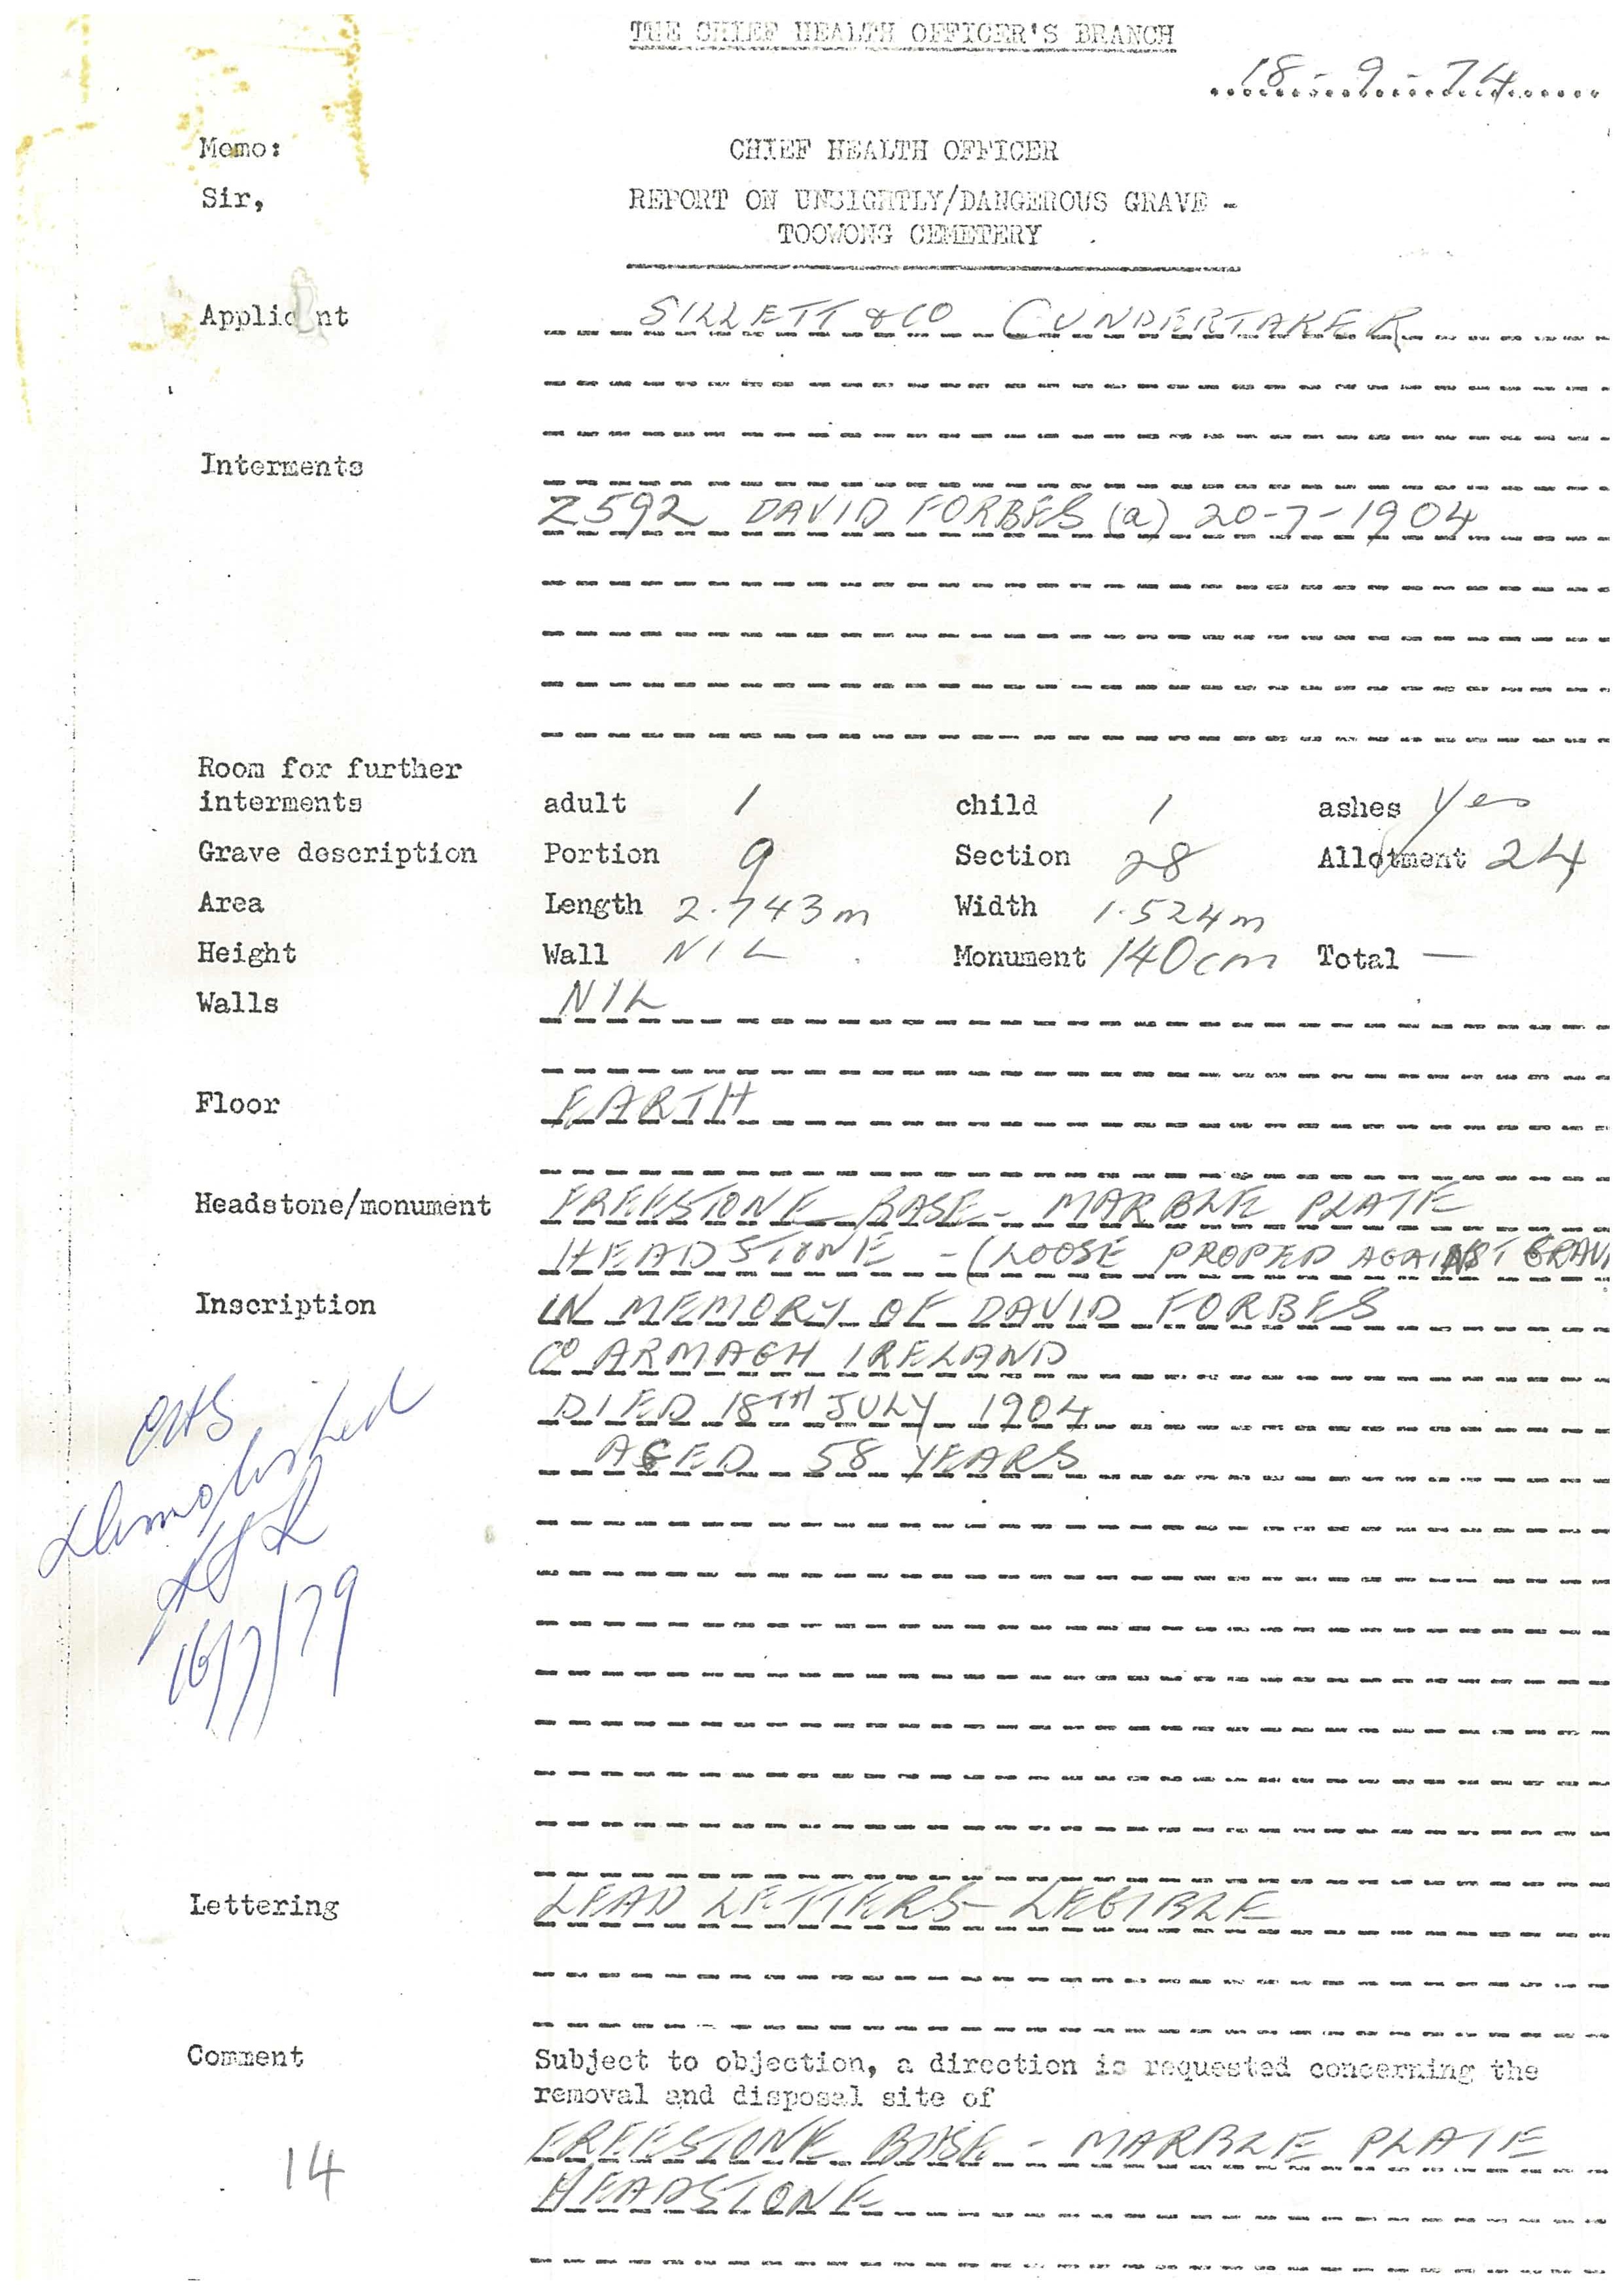 THE CHIEF HEALTH OFFICER'S BRANCH
18-9-74
Memo: CHIEF HEALTH OFFICER
Sir, REPORT ON UNSIGHTLY/DANGEROUS GRAVE -
TOOWONG CEMETERY
Applic nt SILLETT & CO (UNDERTAKER
Interments
Z592 DAVID FORBES (a) 20-7-1904
Room for further
interments adult 1 child 1 ashes Yes
Grave description Portion 9 Section 28 Allotment 24
Area Length 2.743m Width 1.524m
Height Wall NIL Monument 140cm Total —
Walls NIL
Floor EARTH
Headstone/monument FREESTONE BASE - MARBLE PLATE
HEADSTONE - (LOOSE PROPED AGAINST GRAV
Inscription IN MEMORY OF DAVID FORBES
CO ARMAGH IRELAND
DIED 18TH JULY 1904
AGED 58 YEARS
Demolished
16/7/79
Lettering LEAD LETTERS - LEGIBLE
Comment Subject to objection, a direction is requested concerning the
removal and disposal site of
FREESTONE BASE - MARBLE PLATE
14
HEADSTONE